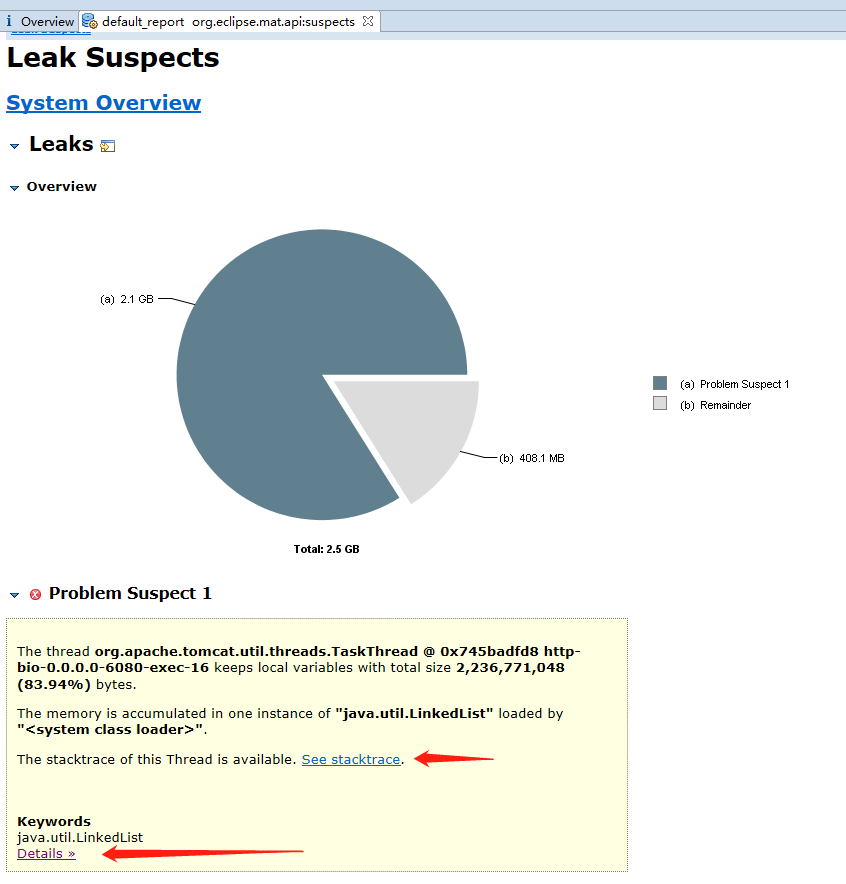 i Overview default_report org.eclipse.mat.api:suspects
Leak Suspects
Leak Suspects
System Overview
Leaks
Overview
(a) 2.1 GB
(a) Problem Suspect 1
(b) Remainder
(b) 408.1 MB
Total: 2.5 GB
Problem Suspect 1
The thread org.apache.tomcat.util.threads.TaskThread @ 0x745badfd8 http-
bio-0.0.0.0-6080-exec-16 keeps local variables with total size 2,236,771,048
(83.94%) bytes.
The memory is accumulated in one instance of "java.util.LinkedList" loaded by
"<system class loader>".
The stacktrace of this Thread is available. See stacktrace.
Keywords
java.util.LinkedList
Details »